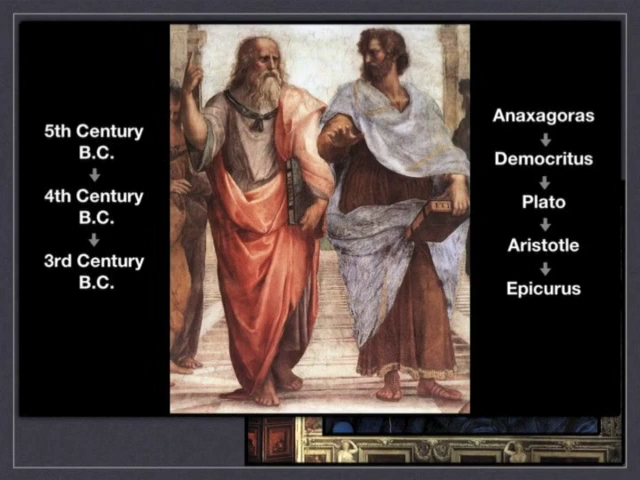 5th Century
B.C.
4th Century
B.C.
3rd Century
B.C.
Anaxagoras
Democritus
Plato
Aristotle
Epicurus